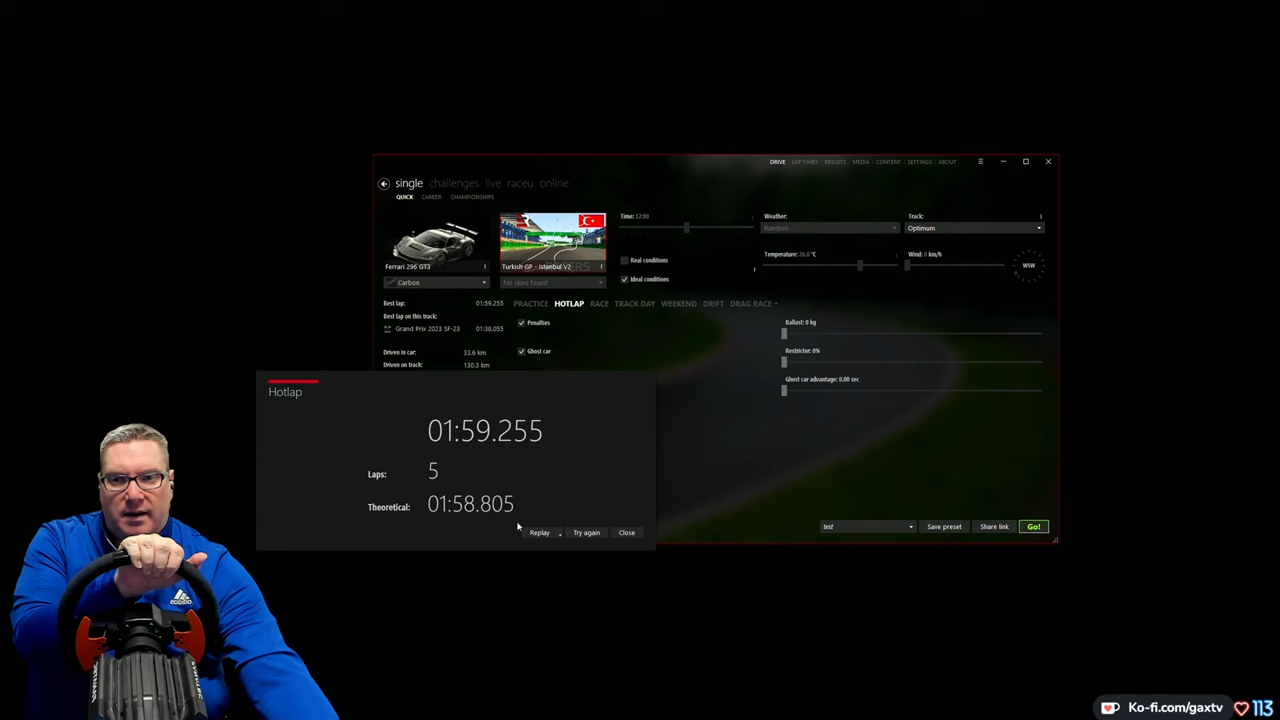 DRIVE LAP TIMES RESULTS MEDIA CONTENT SETTINGS ABOUT
single challenges live raceu online
QUICK CAREER CHAMPIONSHIPS
Time: 12:00
Weather:
Track:
Random
Optimum
Temperature: 26.0 °C
Wind: 0 km/h
WSW
Real conditions
Ideal conditions
Ferrari 296 GT3
Turkish GP - Istanbul V2
Carbon
No skins found
Best lap: 01:59.255
Best lap on this track:
Grand Prix 2023 SF-23 01:38.055
Driven in car: 33.6 km
Driven on track: 130.3 km
PRACTICE HOTLAP RACE TRACK DAY WEEKEND DRIFT DRAG RACE
Penalties
Ghost car
Ballast: 0 kg
Restrictor: 0%
Ghost car advantage: 0.00 sec
Hotlap
01:59.255
Laps: 5
Theoretical: 01:58.805
Replay Try again Close
test
Save preset Share link Go!
adidas
Ko-fi.com/gaxtv 113